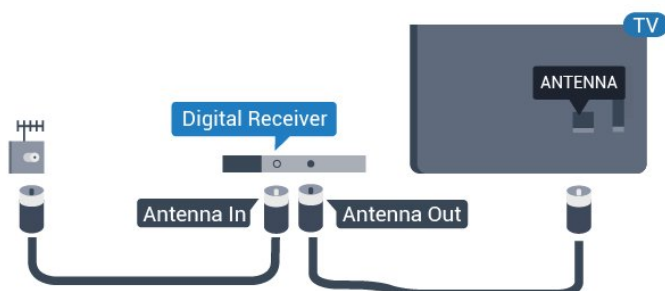 TV
ANTENNA
Digital Receiver
Antenna In
Antenna Out